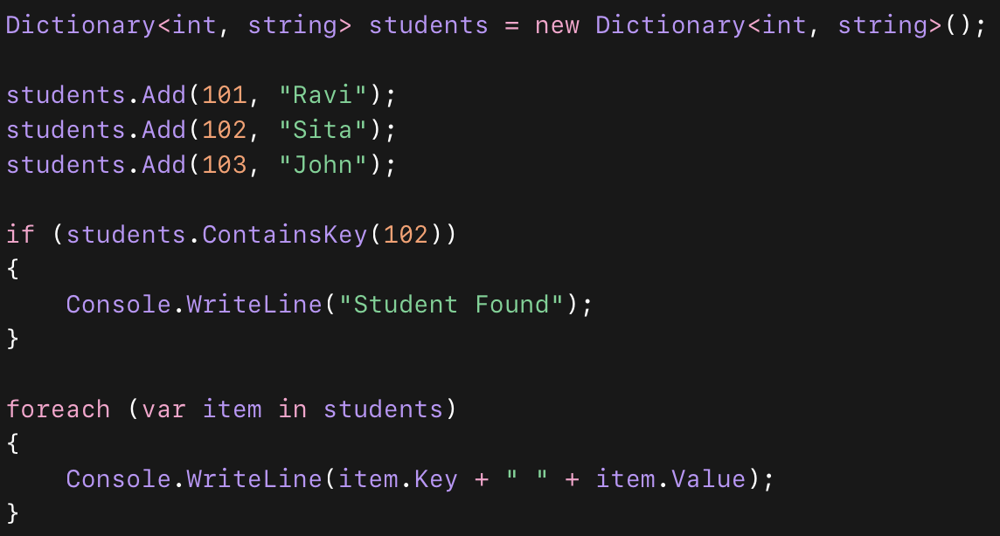 Dictionary<int, string> students = new Dictionary<int, string>();

students.Add(101, "Ravi");
students.Add(102, "Sita");
students.Add(103, "John");

if (students.ContainsKey(102))
{
    Console.WriteLine("Student Found");
}

foreach (var item in students)
{
    Console.WriteLine(item.Key + " " + item.Value);
}